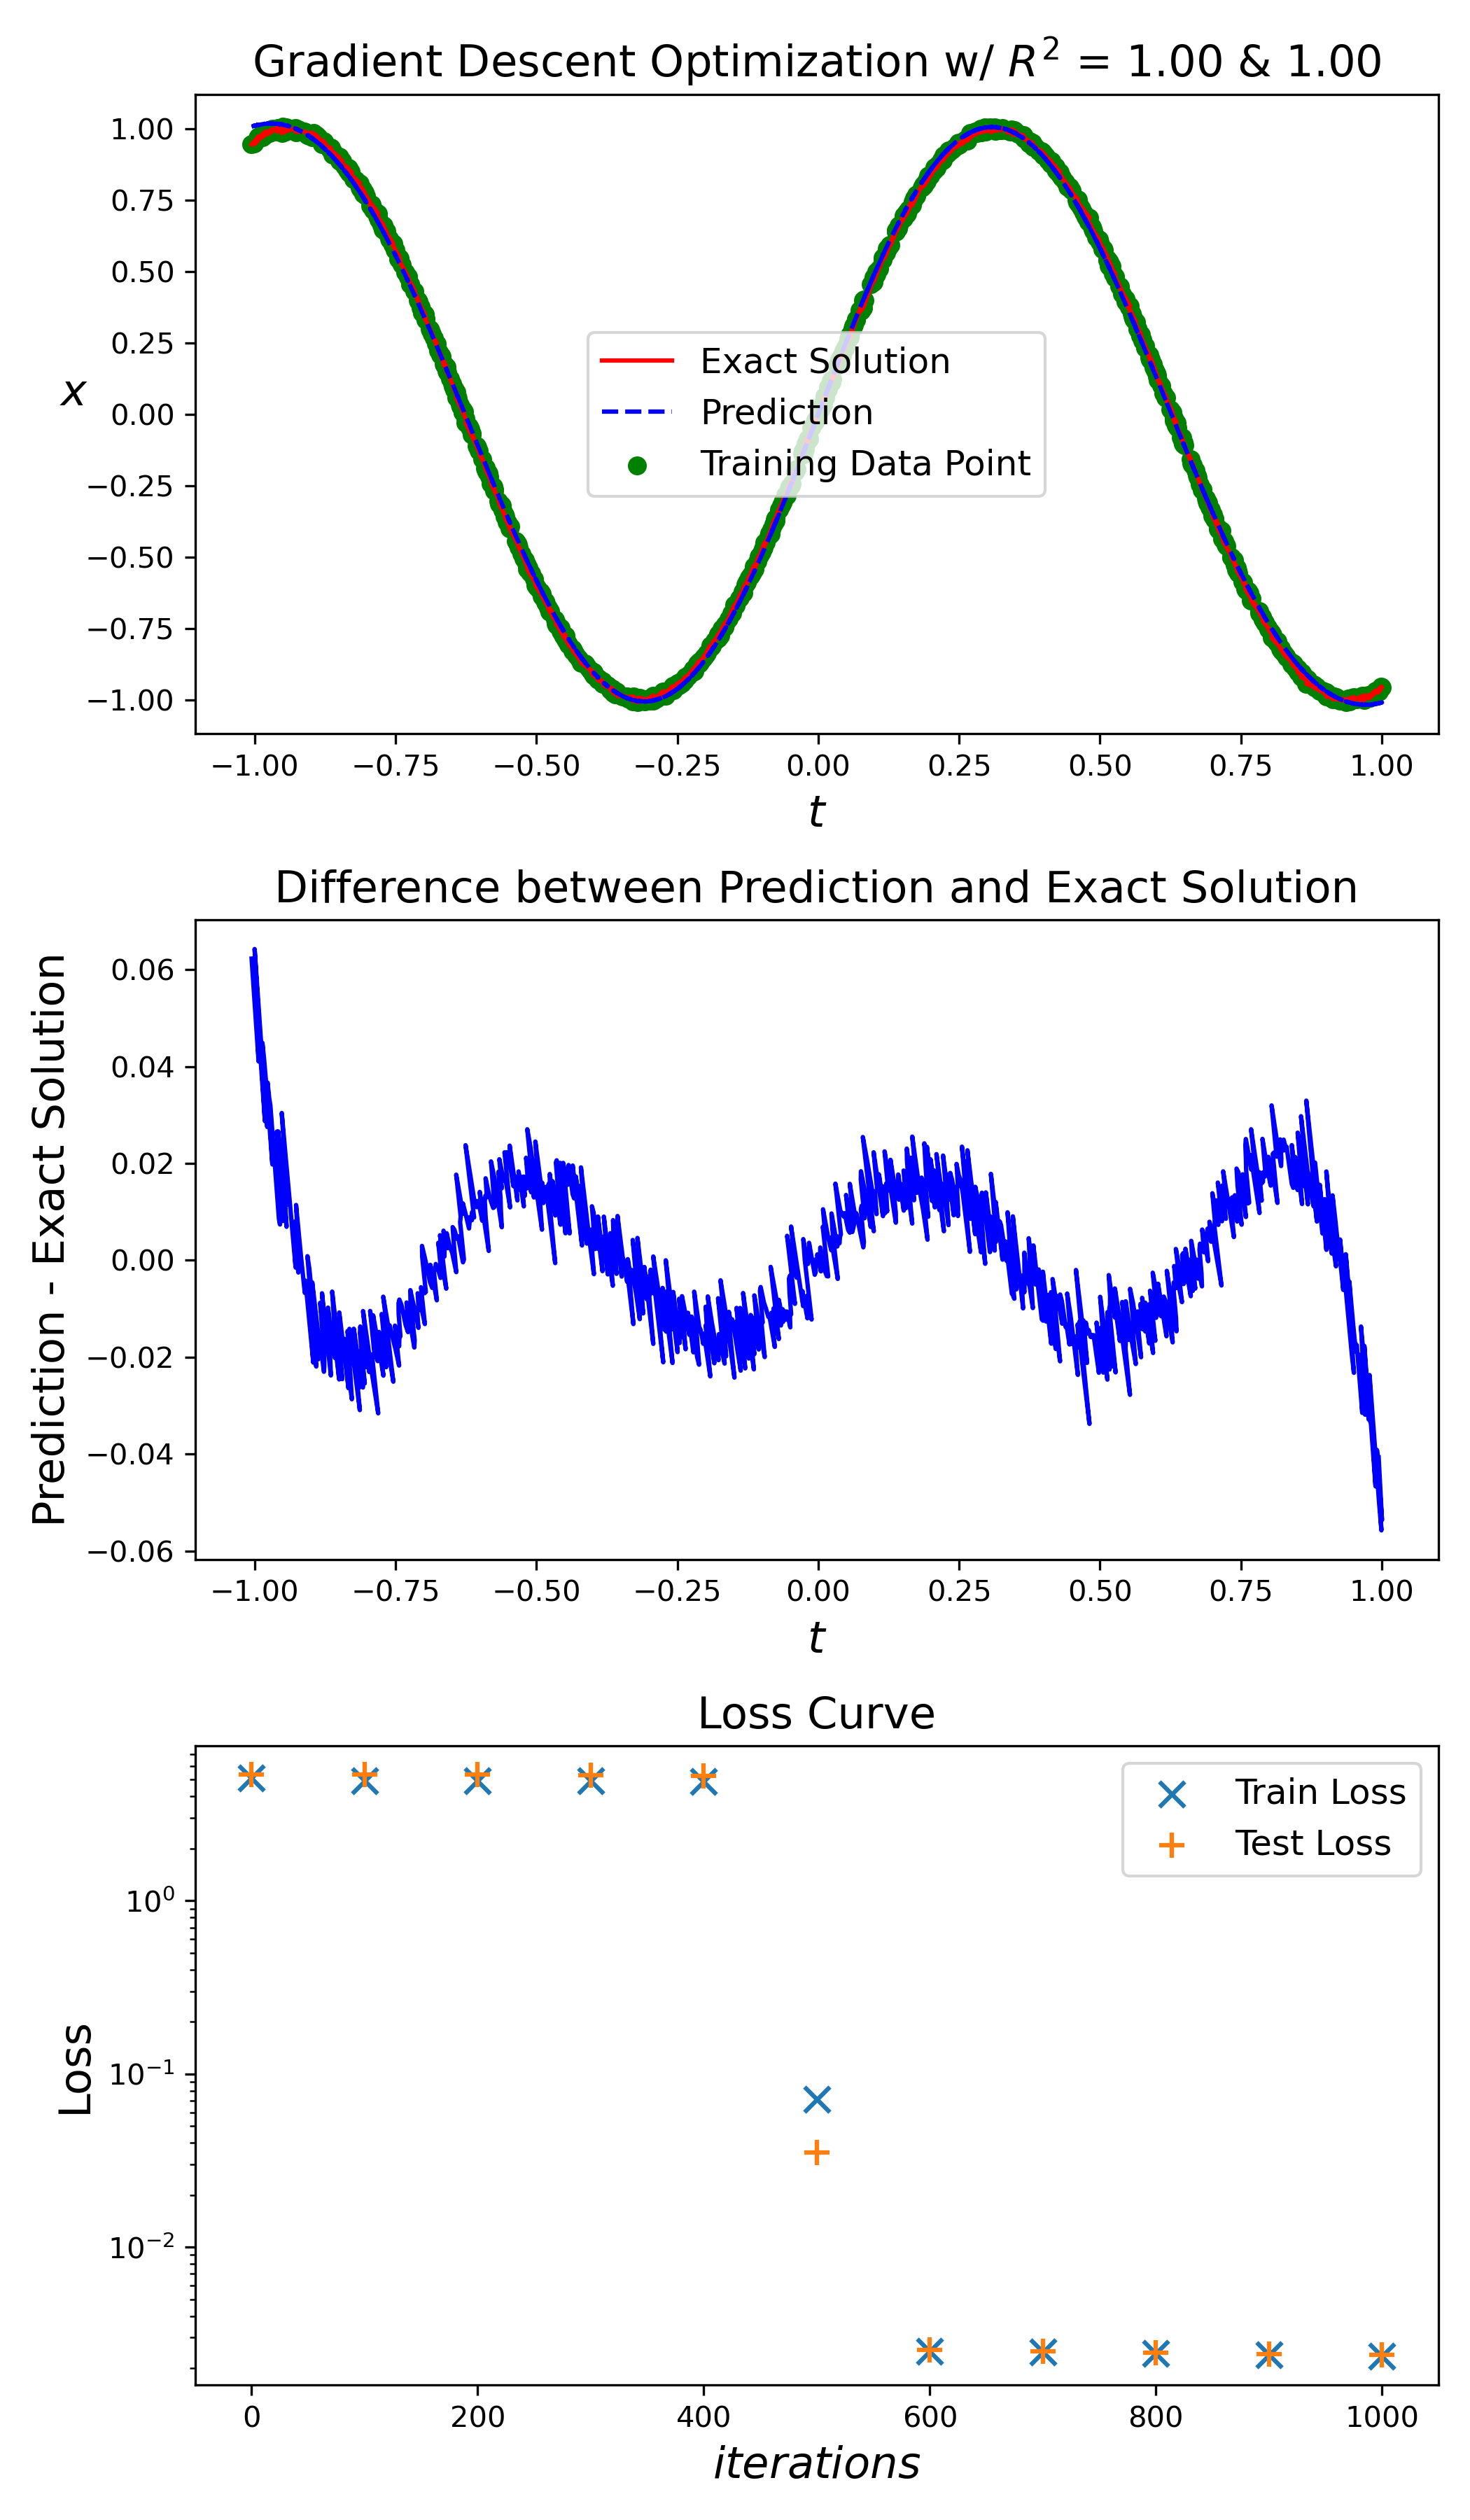 Gradient Descent Optimization w/ R² = 1.00 & 1.00
1.00
0.75
0.50
0.25
0.00
−0.25
−0.50
−0.75
−1.00
x
Exact Solution
Prediction
Training Data Point
−1.00 −0.75 −0.50 −0.25 0.00 0.25 0.50 0.75 1.00
t
Difference between Prediction and Exact Solution
Prediction - Exact Solution
0.06
0.04
0.02
0.00
−0.02
−0.04
−0.06
−1.00 −0.75 −0.50 −0.25 0.00 0.25 0.50 0.75 1.00
t
Loss Curve
Loss
10⁰
10⁻¹
10⁻²
Train Loss
Test Loss
0 200 400 600 800 1000
iterations